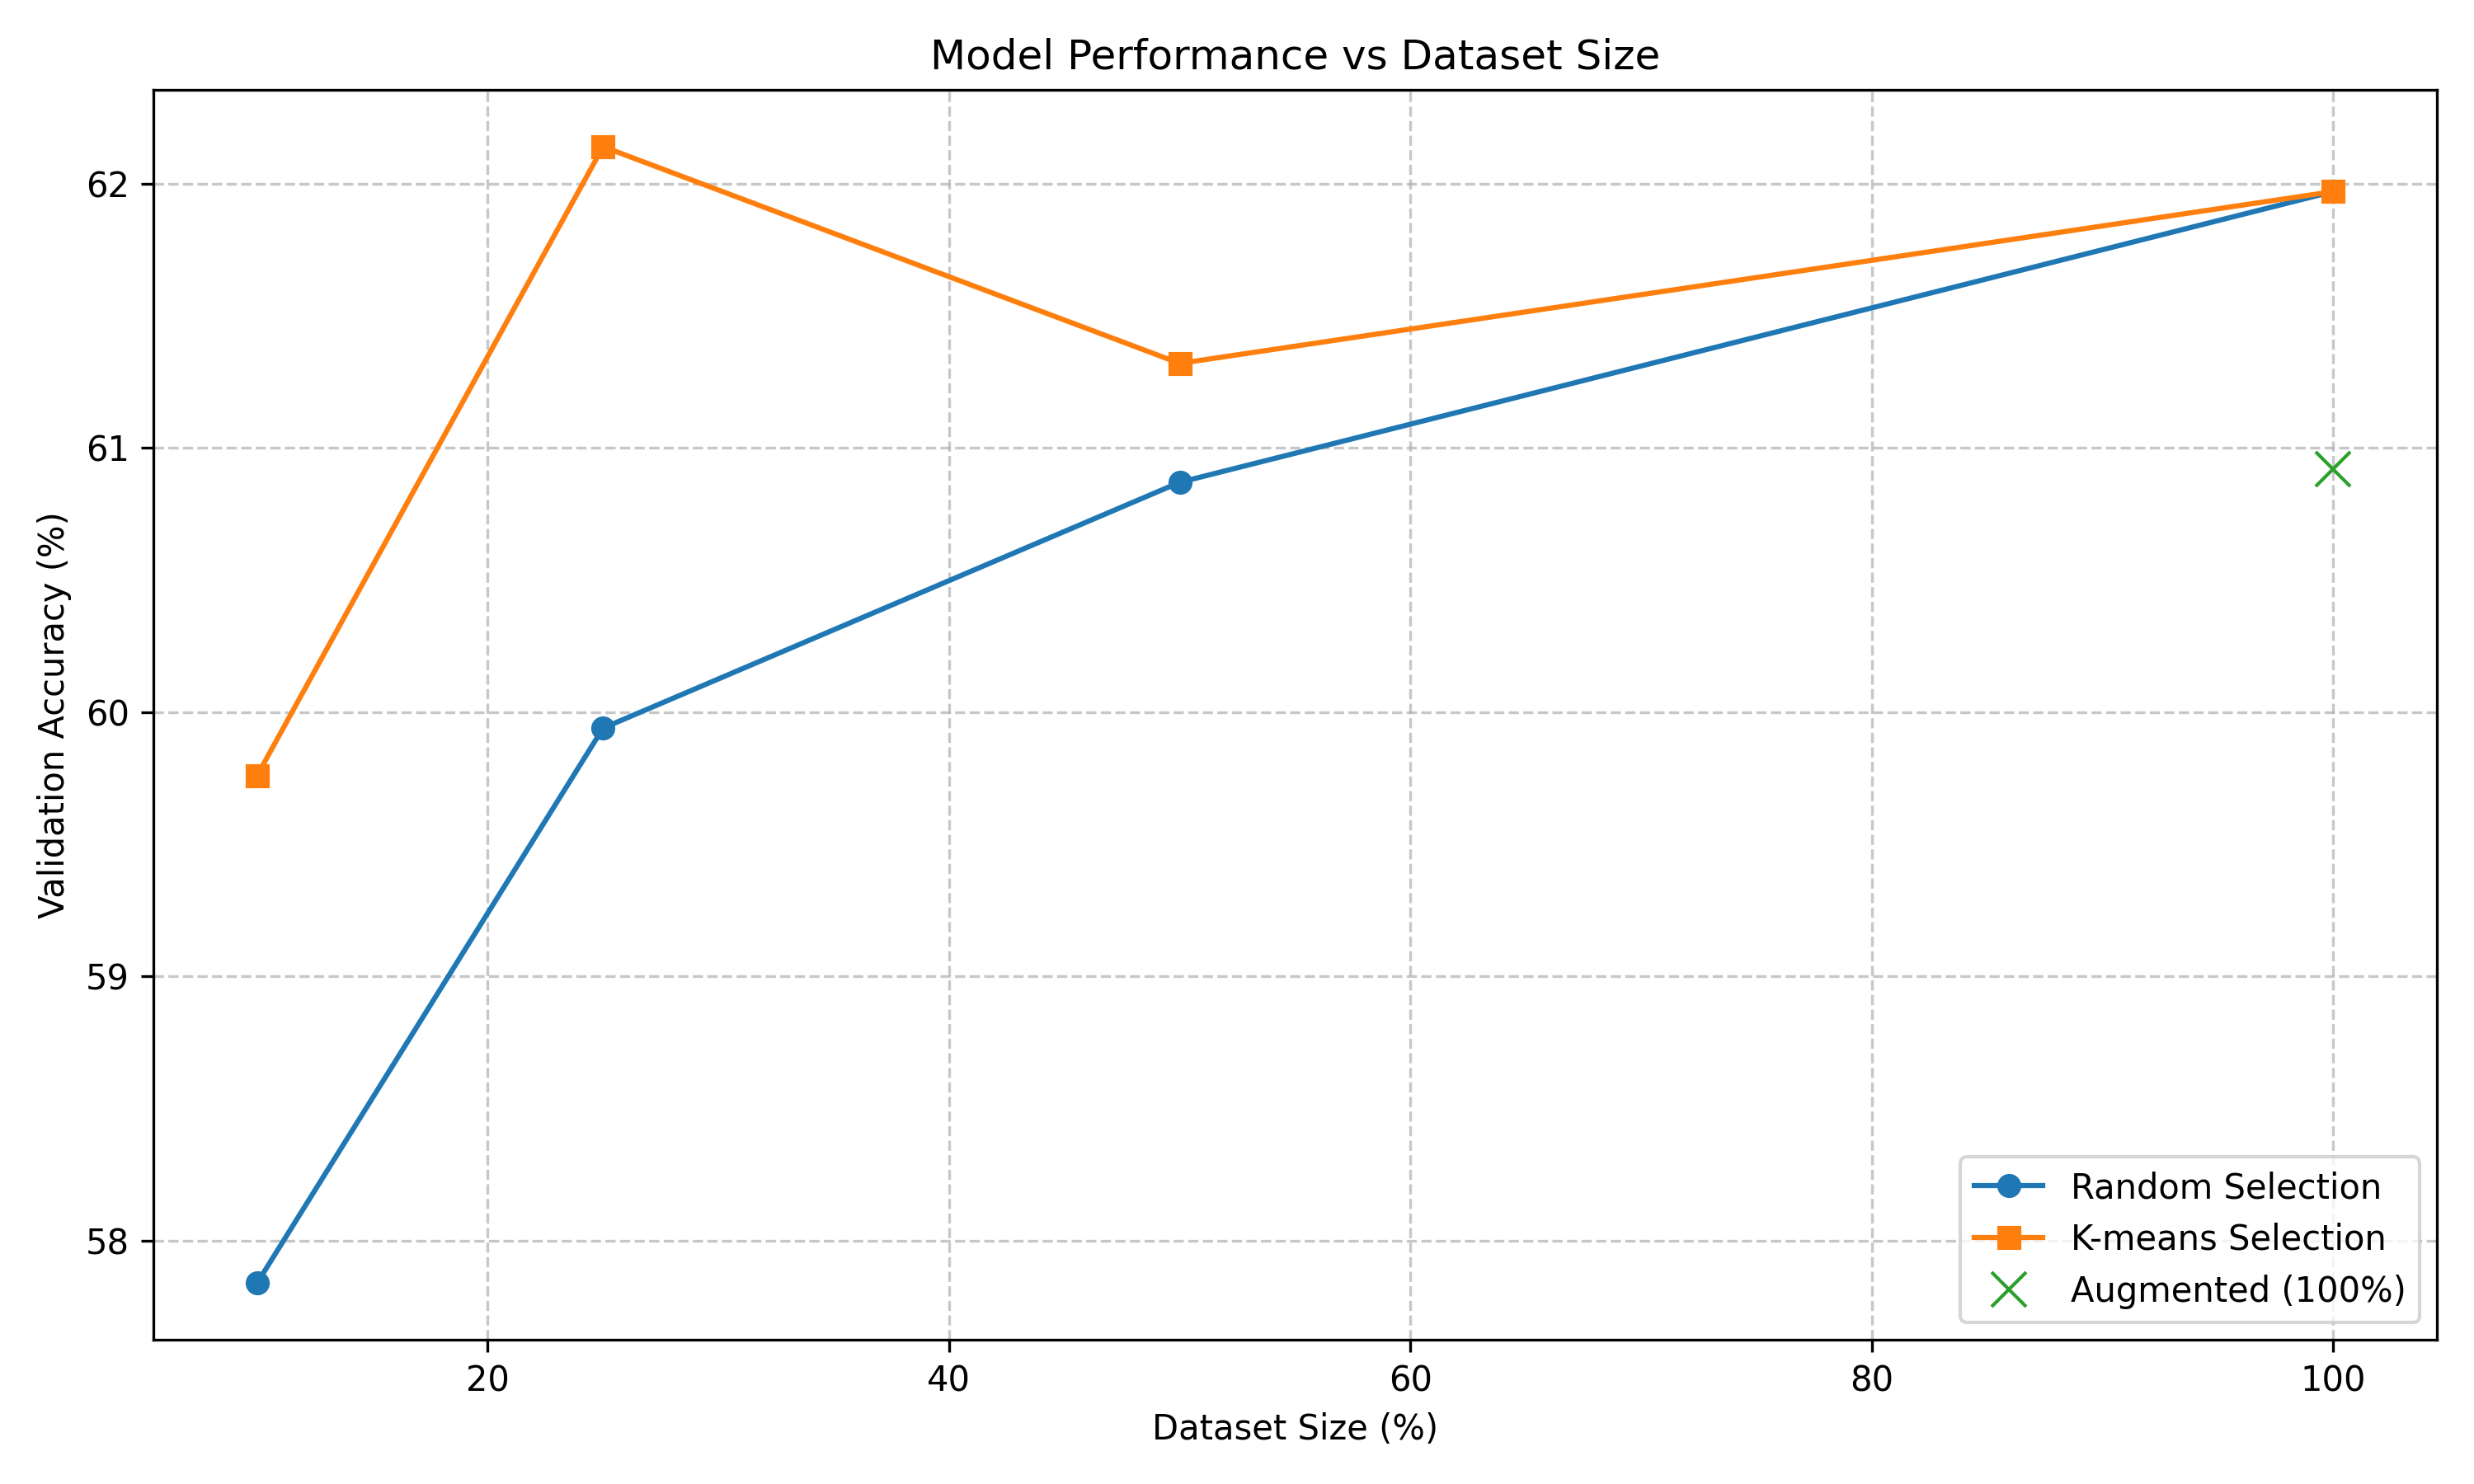 Model Performance vs Dataset Size
Validation Accuracy (%)
62
61
60
59
58
20
40
60
80
100
Dataset Size (%)
Random Selection
K-means Selection
Augmented (100%)